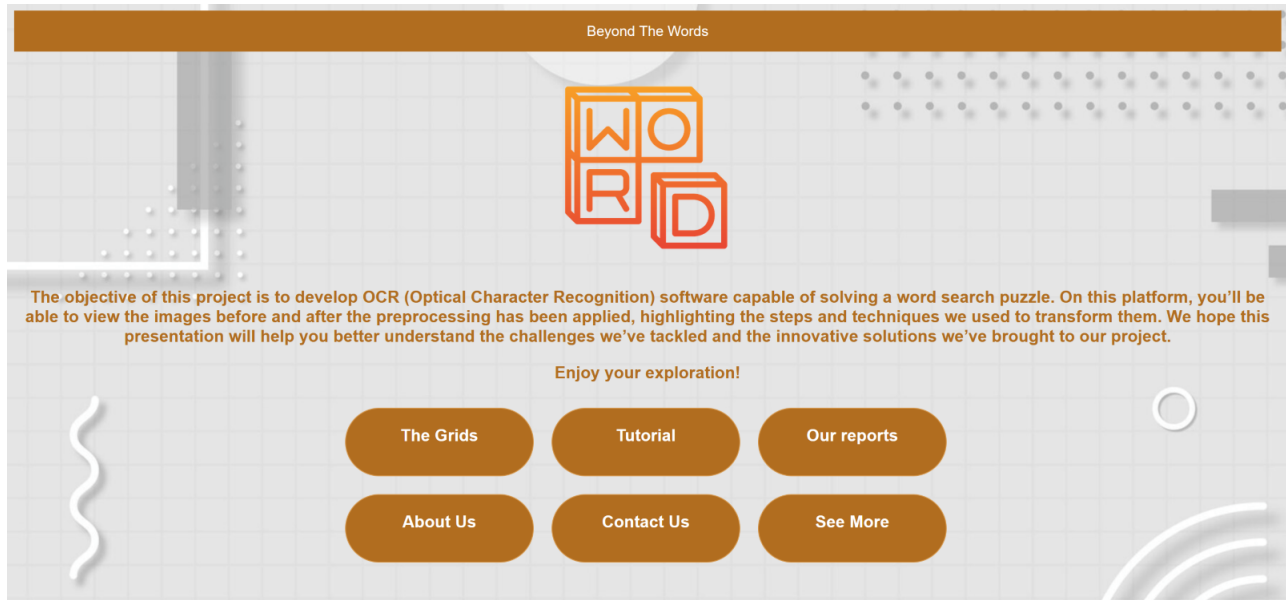 Beyond The Words
WO
RD
The objective of this project is to develop OCR (Optical Character Recognition) software capable of solving a word search puzzle. On this platform, you’ll be
able to view the images before and after the preprocessing has been applied, highlighting the steps and techniques we used to transform them. We hope this
presentation will help you better understand the challenges we’ve tackled and the innovative solutions we’ve brought to our project.
Enjoy your exploration!
The Grids Tutorial Our reports
About Us Contact Us See More